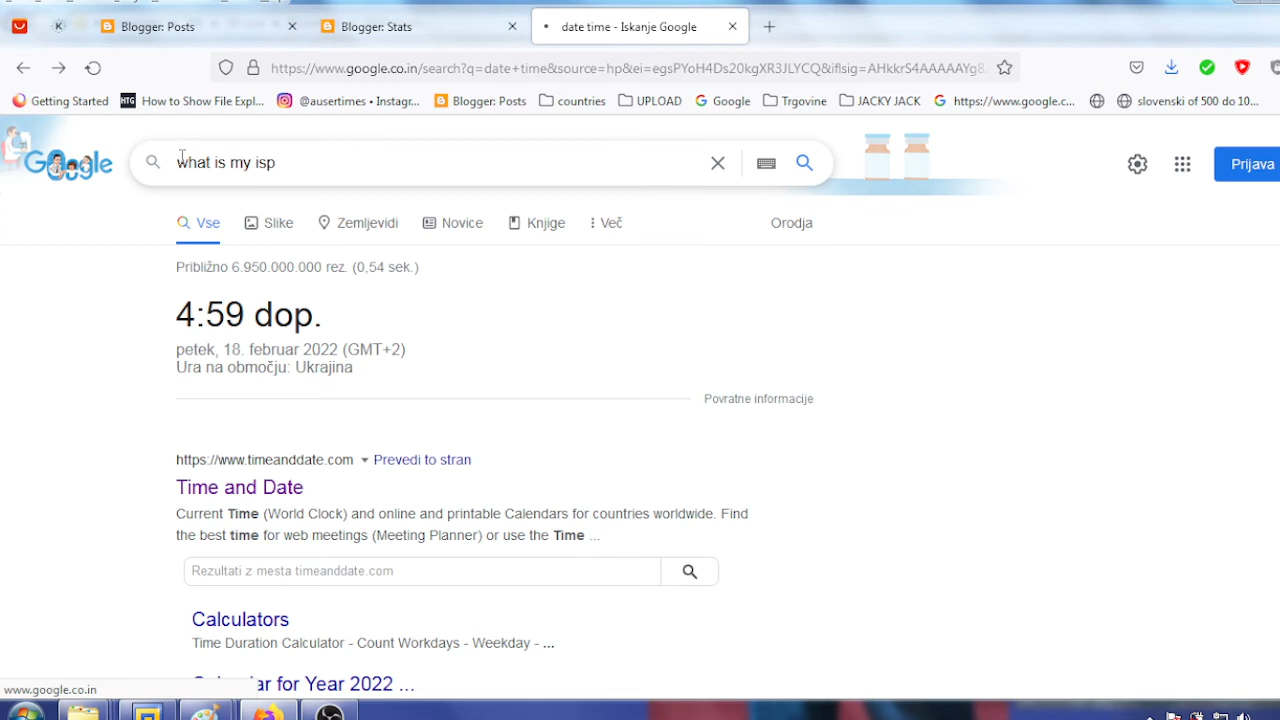 Blogger: Posts
Blogger: Stats
date time - Iskanje Google
https://www.google.co.in/search?q=date+time&source=hp&ei=egsPYoH4Ds20kgXR3JLYCQ&iflsig=AHkkrS4AAAAAYg8
Getting Started
HTG
How to Show File Expl...
@ausertimes • Instagr...
Blogger: Posts
countries
UPLOAD
Google
Trgovine
JACKY JACK
https://www.google.c...
slovenski of 500 do 10...
Google
what is my isp
Prijava
Vse
Slike
Zemljevidi
Novice
Knjige
Več
Orodja
Približno 6.950.000.000 rez. (0,54 sek.)
4:59 dop.
petek, 18. februar 2022 (GMT+2)
Ura na območju: Ukrajina
Povratne informacije
https://www.timeanddate.com
Prevedi to stran
Time and Date
Current Time (World Clock) and online and printable Calendars for countries worldwide. Find
the best time for web meetings (Meeting Planner) or use the Time ...
Rezultati z mesta timeanddate.com
Calculators
Time Duration Calculator - Count Workdays - Weekday - ...
for Year 2022 ...
www.google.co.in